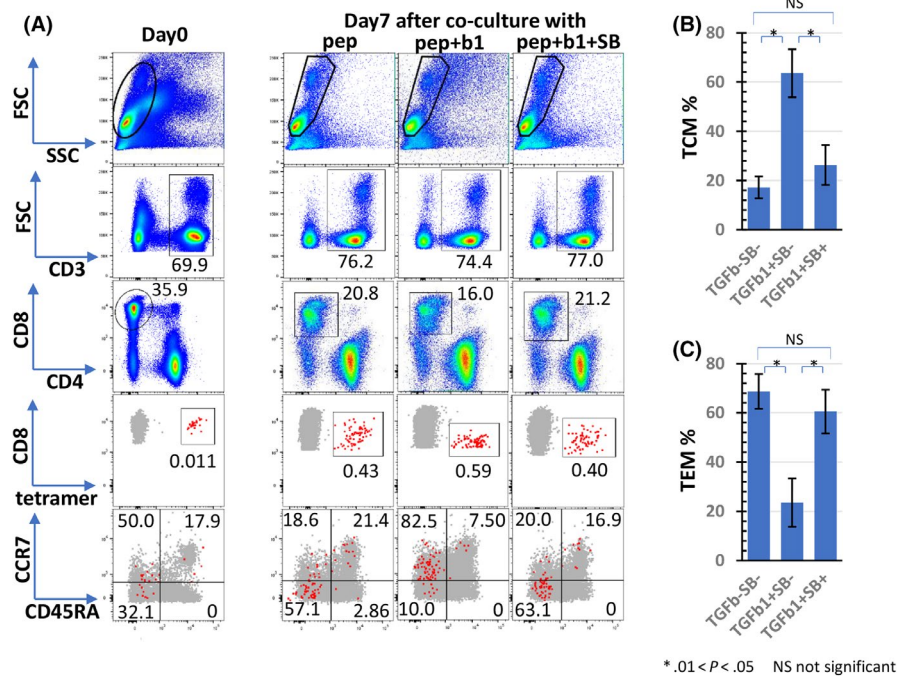 (A)
Day0
Day7 after co-culture with
pep
pep+b1
pep+b1+SB
FSC
SSC
FSC
CD3
69.9
76.2
74.4
77.0
CD8
CD4
35.9
20.8
16.0
21.2
CD8
tetramer
0.011
0.43
0.59
0.40
CCR7
CD45RA
50.0 17.9
32.1 0
18.6 21.4
57.1 2.86
82.5 7.50
10.0 0
20.0 16.9
63.1 0
(B)
NS
* *
TCM %
80
60
40
20
0
TGFb-SB-
TGFb1+SB-
TGFb1+SB+
(C)
NS
* *
TEM %
80
60
40
20
0
TGFb-SB-
TGFb1+SB-
TGFb1+SB+
* .01 < P < .05 NS not significant